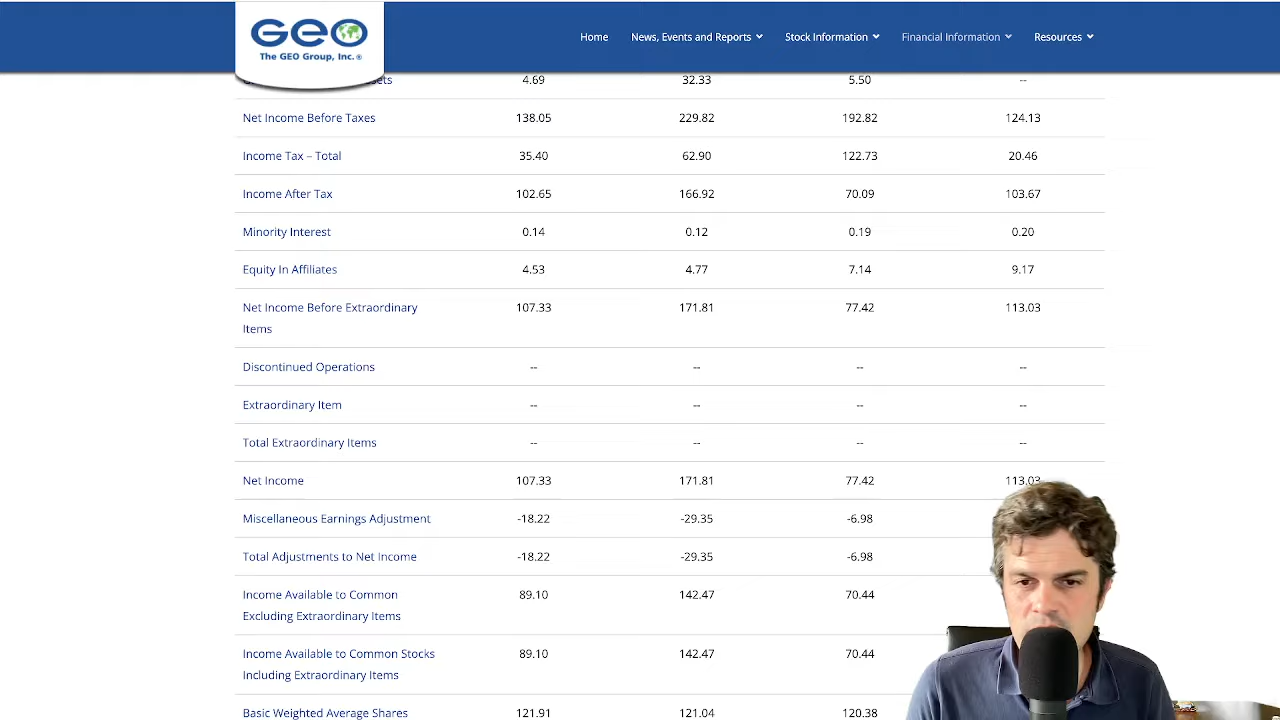 GEO
The GEO Group, Inc.®
Home News, Events and Reports Stock Information Financial Information Resources
4.69 32.33 5.50 --
Net Income Before Taxes 138.05 229.82 192.82 124.13
Income Tax – Total 35.40 62.90 122.73 20.46
Income After Tax 102.65 166.92 70.09 103.67
Minority Interest 0.14 0.12 0.19 0.20
Equity In Affiliates 4.53 4.77 7.14 9.17
Net Income Before Extraordinary 107.33 171.81 77.42 113.03
Items
Discontinued Operations -- -- -- --
Extraordinary Item -- -- -- --
Total Extraordinary Items -- -- -- --
Net Income 107.33 171.81 77.42 113.03
Miscellaneous Earnings Adjustment -18.22 -29.35 -6.98
Total Adjustments to Net Income -18.22 -29.35 -6.98
Income Available to Common 89.10 142.47 70.44
Excluding Extraordinary Items
Income Available to Common Stocks 89.10 142.47 70.44
Including Extraordinary Items
Basic Weighted Average Shares 121.91 121.04 120.38